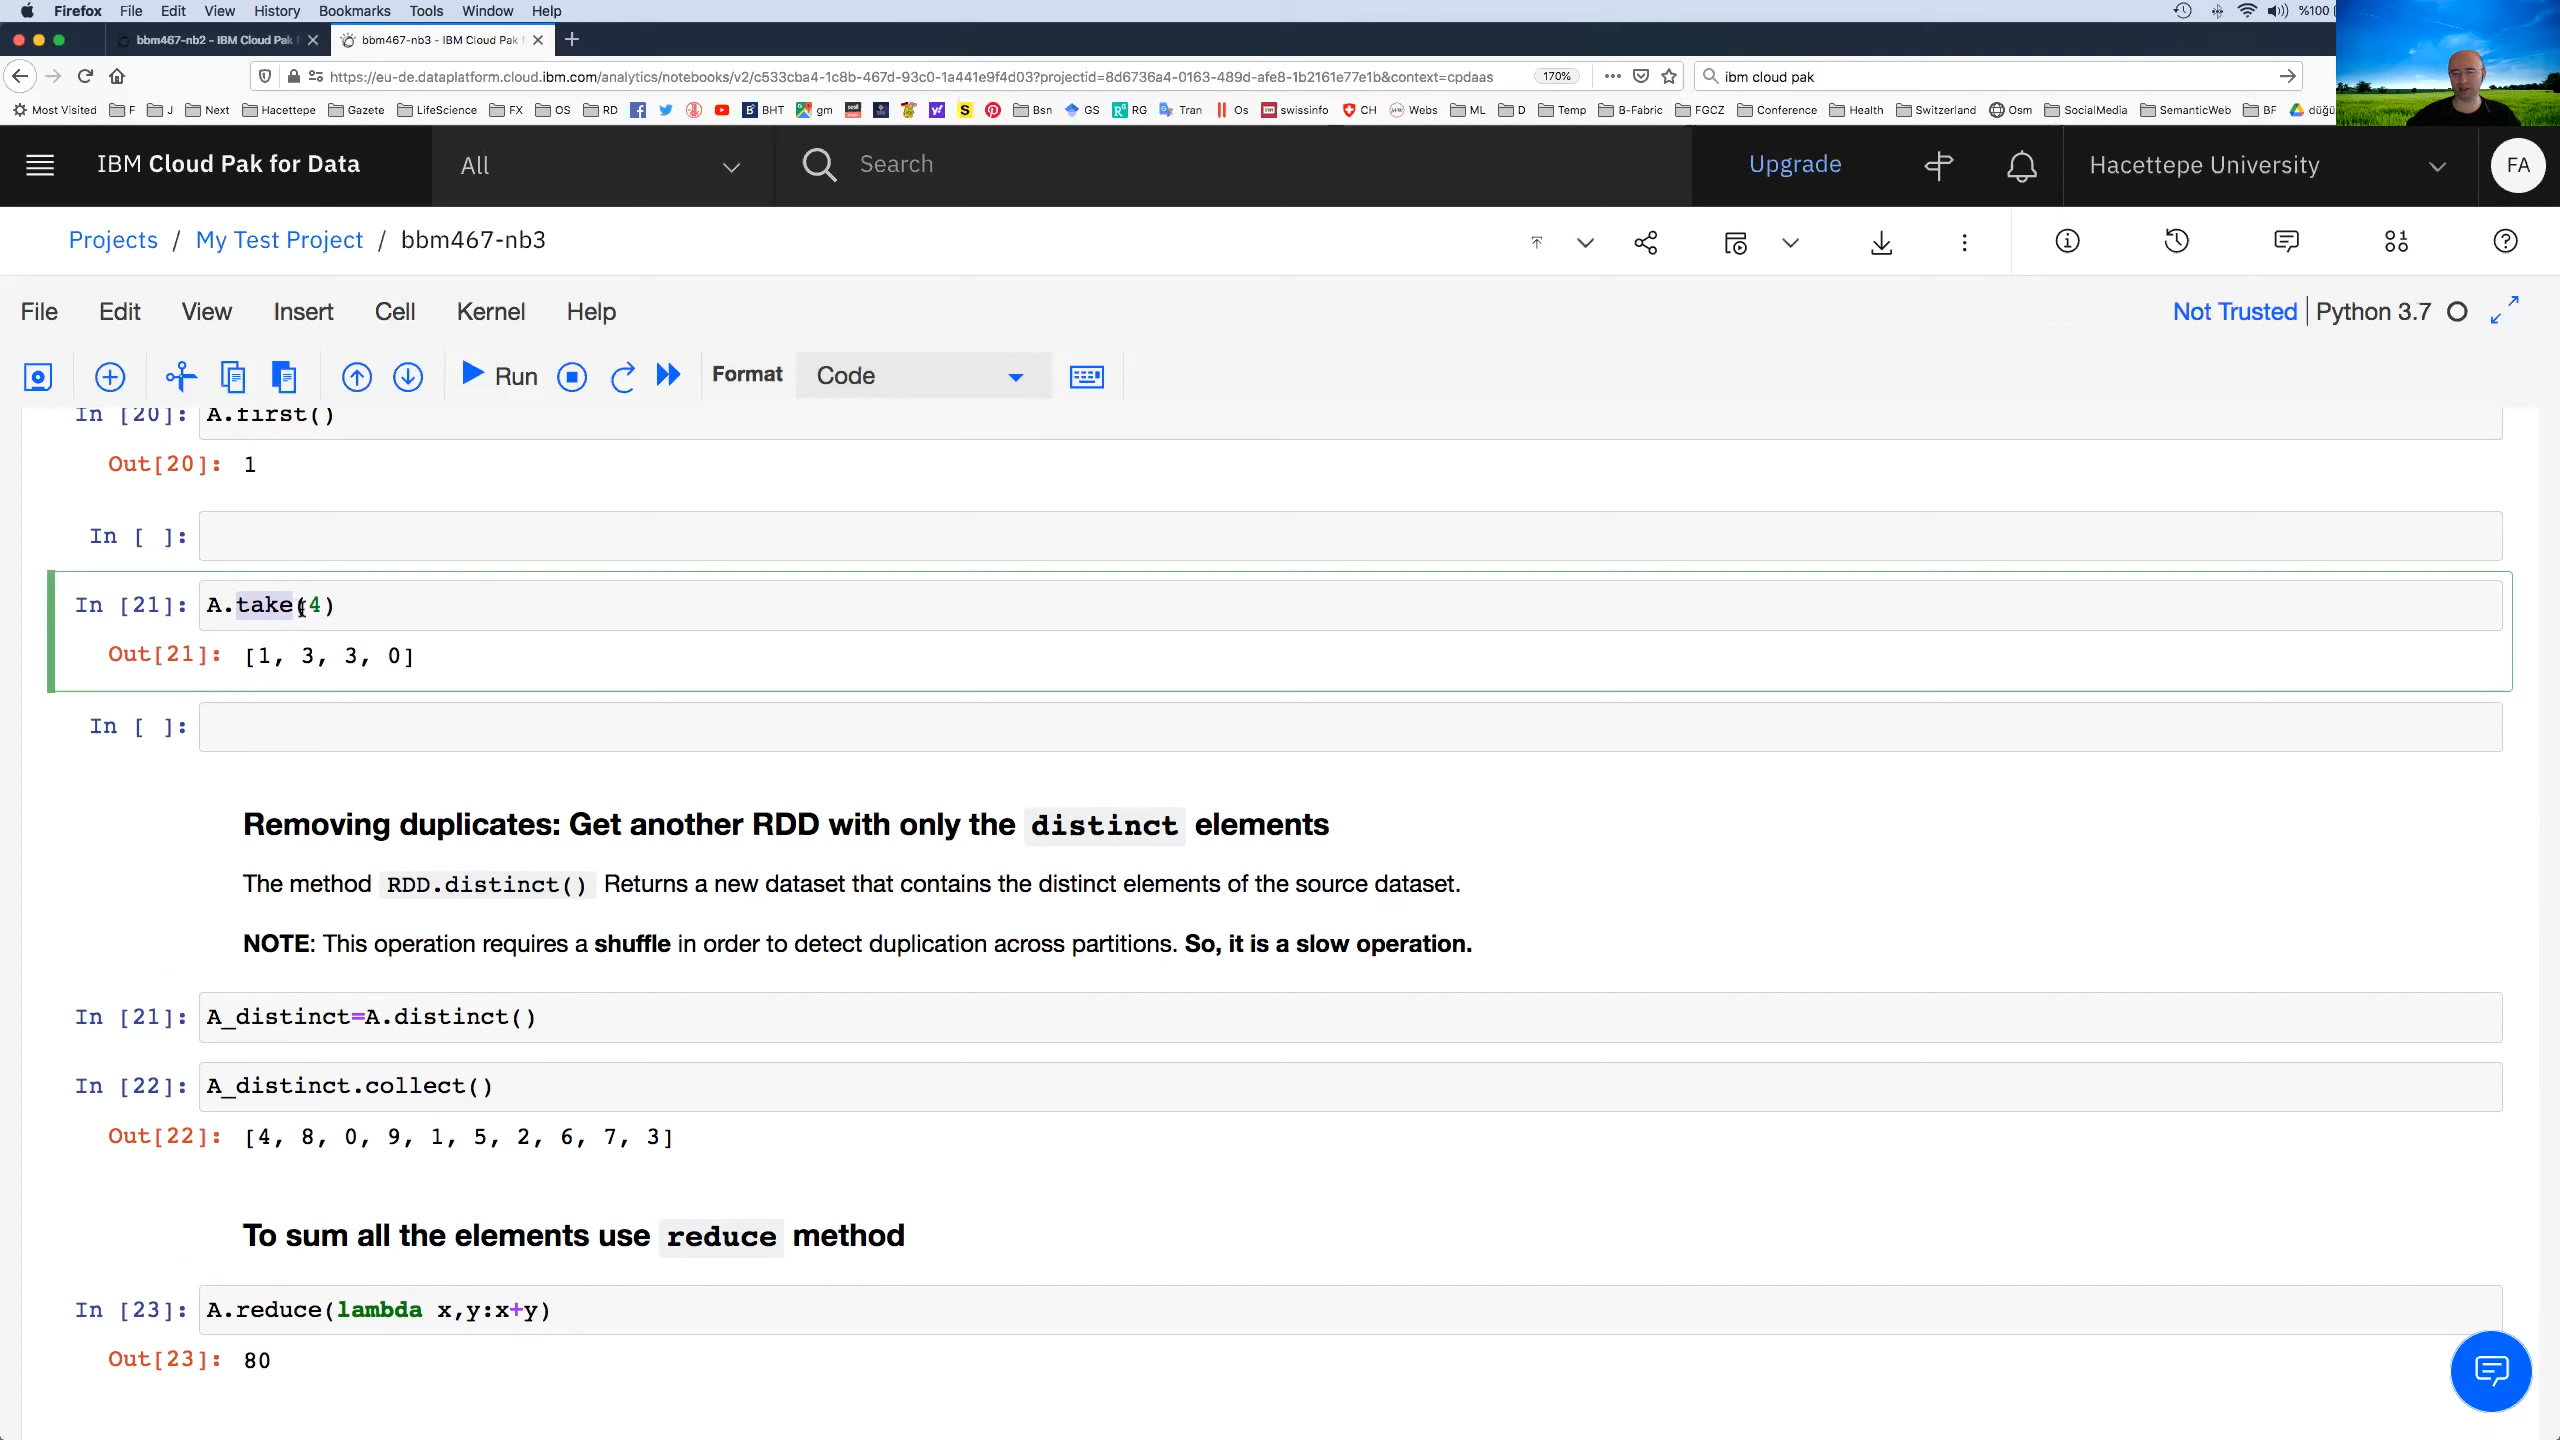 Firefox File Edit View History Bookmarks Tools Window Help %100
bbm467-nb2 - IBM Cloud Pak bbm467-nb3 - IBM Cloud Pak f
https://eu-de.dataplatform.cloud.ibm.com/analytics/notebooks/v2/c533cba4-1c8b-467d-93c0-1a441e9f4d03?projectid=8d6736a4-0163-489d-afe8-1b2161e77e1b&context=cpdaas 170% ibm cloud pak
Most Visited F J Next Hacettepe Gazete LifeScience FX OS RD BHT gm Bsn GS RG Tran Os swissinfo CH Webs ML D Temp B-Fabric FGCZ Conference Health Switzerland Osm SocialMedia SemanticWeb BF düğü
IBM Cloud Pak for Data All Search Upgrade Hacettepe University FA
Projects / My Test Project / bbm467-nb3
File Edit View Insert Cell Kernel Help Not Trusted Python 3.7
Run Format Code
In [20]: A.first()
Out[20]: 1
In [ ]:
In [21]: A.take(4)
Out[21]: [1, 3, 3, 0]
In [ ]:
Removing duplicates: Get another RDD with only the distinct elements
The method RDD.distinct() Returns a new dataset that contains the distinct elements of the source dataset.
NOTE: This operation requires a shuffle in order to detect duplication across partitions. So, it is a slow operation.
In [21]: A_distinct=A.distinct()
In [22]: A_distinct.collect()
Out[22]: [4, 8, 0, 9, 1, 5, 2, 6, 7, 3]
To sum all the elements use reduce method
In [23]: A.reduce(lambda x,y:x+y)
Out[23]: 80